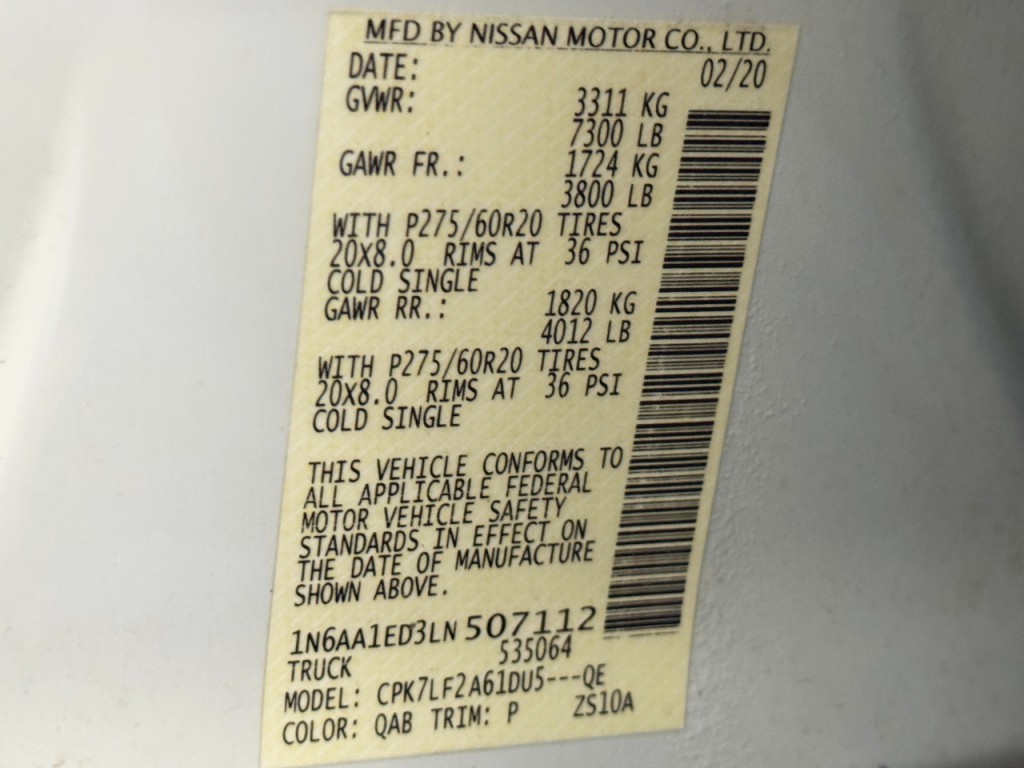 MFD BY NISSAN MOTOR CO., LTD.
DATE: 02/20
GVWR: 3311 KG
7300 LB
GAWR FR.: 1724 KG
3800 LB
WITH P275/60R20 TIRES
20X8.0 RIMS AT 36 PSI
COLD SINGLE
GAWR RR.: 1820 KG
4012 LB
WITH P275/60R20 TIRES
20X8.0 RIMS AT 36 PSI
COLD SINGLE
THIS VEHICLE CONFORMS TO
ALL APPLICABLE FEDERAL
MOTOR VEHICLE SAFETY
STANDARDS IN EFFECT ON
THE DATE OF MANUFACTURE
SHOWN ABOVE.
1N6AA1ED3LN 507112
TRUCK 535064
MODEL: CPK7LF2A61DU5---QE
COLOR: QAB TRIM: P ZS10A